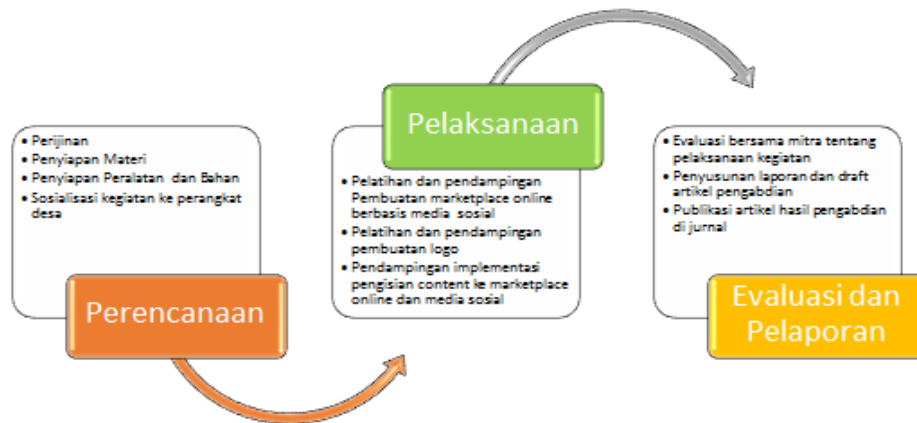 • Perijinan
• Penyiapan Materi
• Penyiapan Peralatan dan Bahan
• Sosialisasi kegiatan ke perangkat
desa
Perencanaan
Pelaksanaan
• Pelatihan dan pendampingan
Pembuatan marketplace online
berbasis media sosial
• Pelatihan dan pendampingan
pembuatan logo
• Pendampingan implementasi
pengisian content ke marketplace
online dan media sosial
• Evaluasi bersama mitra tentang
pelaksanaan kegiatan
• Penyusunan laporan dan draft
artikel pengabdian
• Publikasi artikel hasil pengabdian
di jurnal
Evaluasi dan
Pelaporan